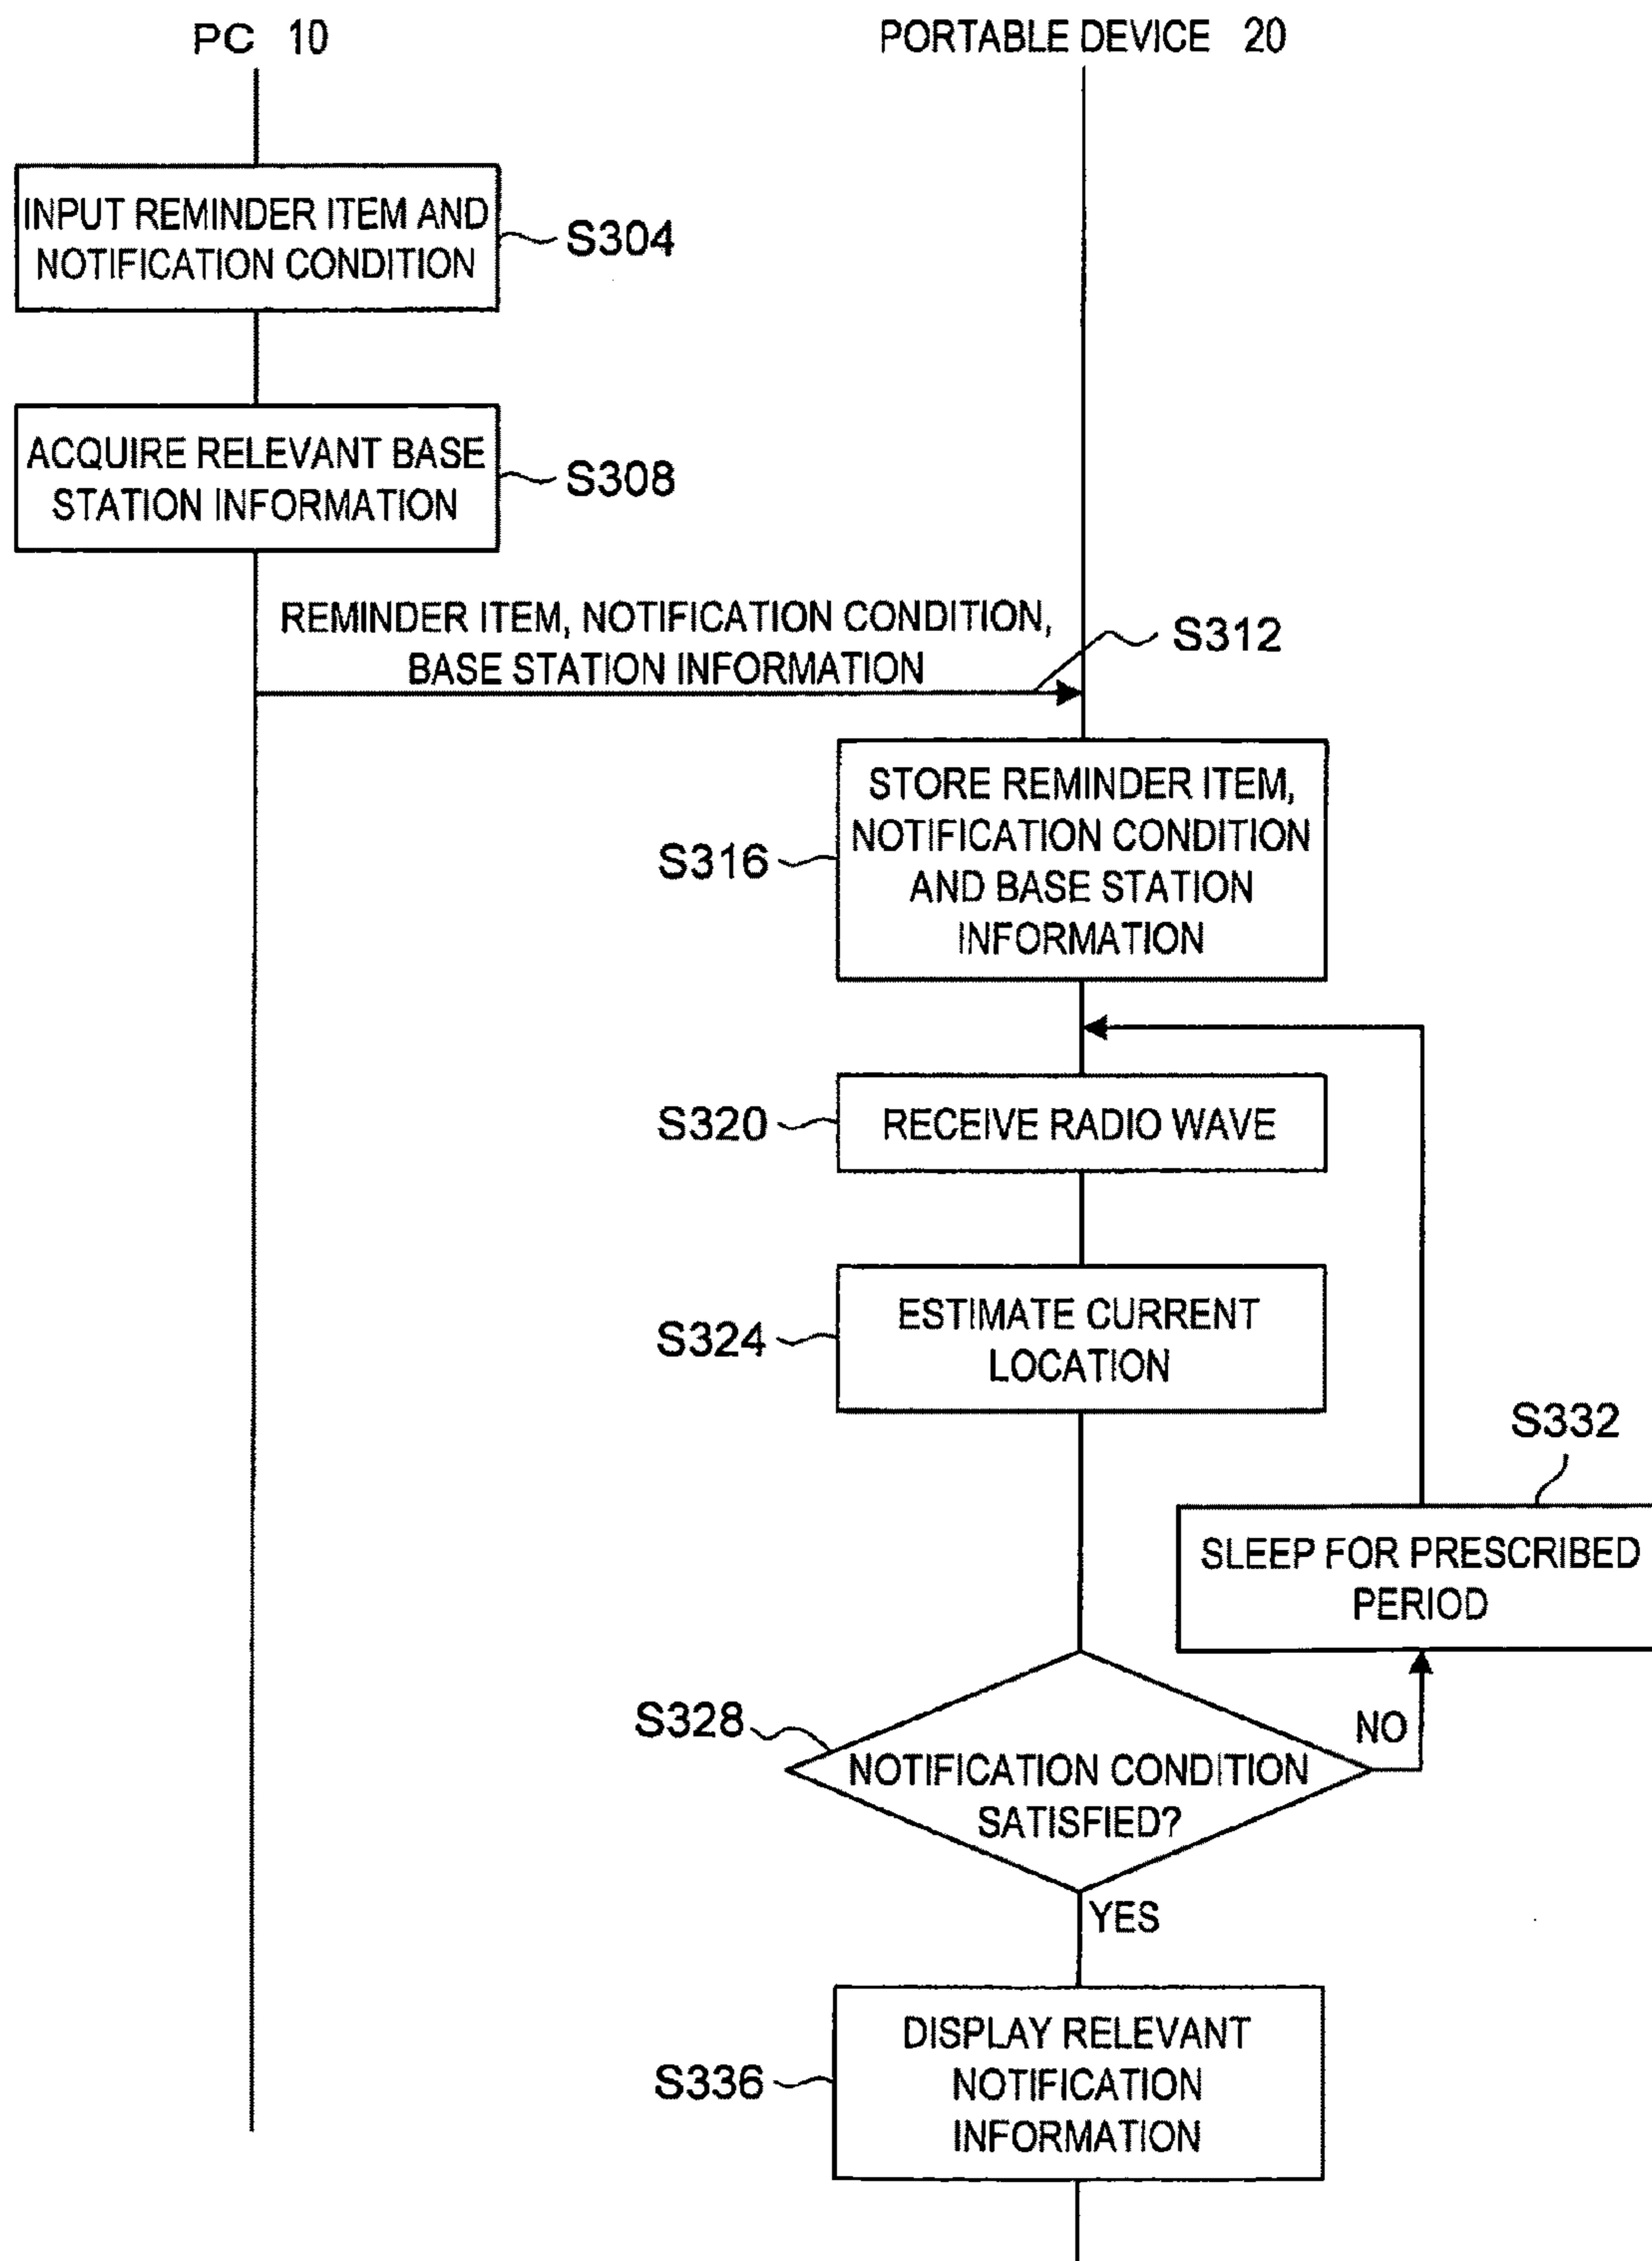 PC 10
PORTABLE DEVICE 20
INPUT REMINDER ITEM AND
NOTIFICATION CONDITION
S304
ACQUIRE RELEVANT BASE
STATION INFORMATION
S308
REMINDER ITEM, NOTIFICATION CONDITION,
BASE STATION INFORMATION
S312
STORE REMINDER ITEM,
NOTIFICATION CONDITION
AND BASE STATION
INFORMATION
S316
S320
RECEIVE RADIO WAVE
S324
ESTIMATE CURRENT
LOCATION
S332
SLEEP FOR PRESCRIBED
PERIOD
S328
NO
NOTIFICATION CONDITION
SATISFIED?
YES
S336
DISPLAY RELEVANT
NOTIFICATION
INFORMATION